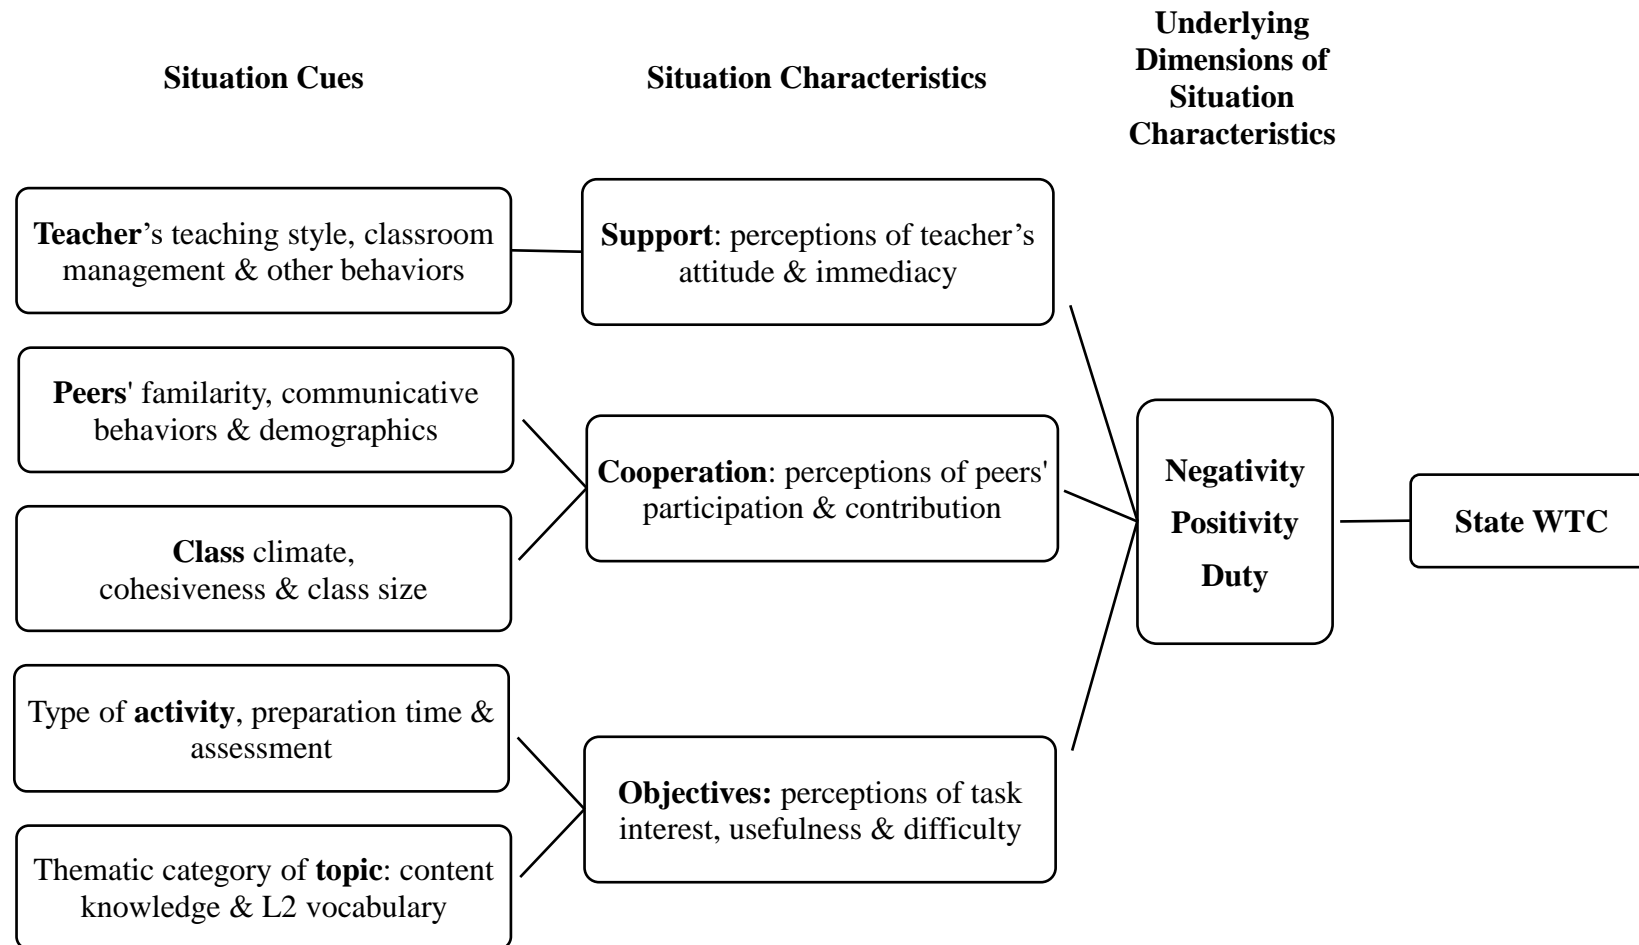 Situation Cues
Situation Characteristics
Underlying
Dimensions of
Situation
Characteristics
Teacher’s teaching style, classroom
management & other behaviors
Support: perceptions of teacher’s
attitude & immediacy
Peers' familarity, communicative
behaviors & demographics
Cooperation: perceptions of peers'
participation & contribution
Class climate,
cohesiveness & class size
Type of activity, preparation time &
assessment
Objectives: perceptions of task
interest, usefulness & difficulty
Thematic category of topic: content
knowledge & L2 vocabulary
Negativity
Positivity
Duty
State WTC